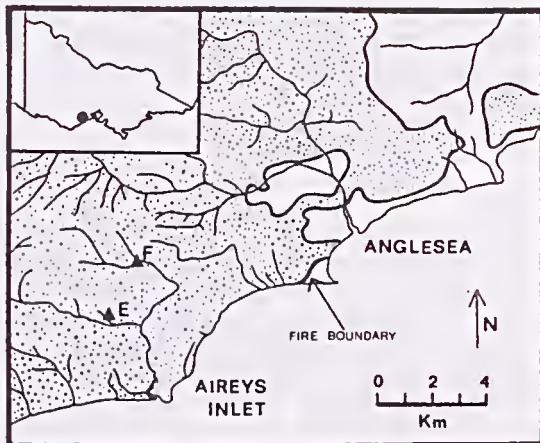 F
ANGLESEA
E
FIRE BOUNDARY
N
AIREYS
INLET
0 2 4
Km